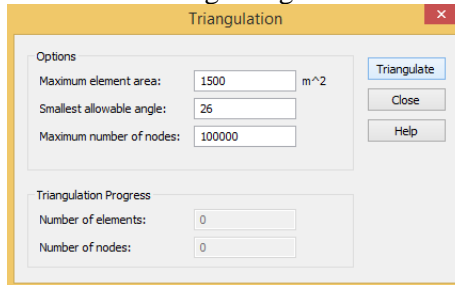 Triangulation
×
Options
Maximum element area: 1500 m^2
Smallest allowable angle: 26
Maximum number of nodes: 100000
Triangulate
Close
Help
Triangulation Progress
Number of elements: 0
Number of nodes: 0